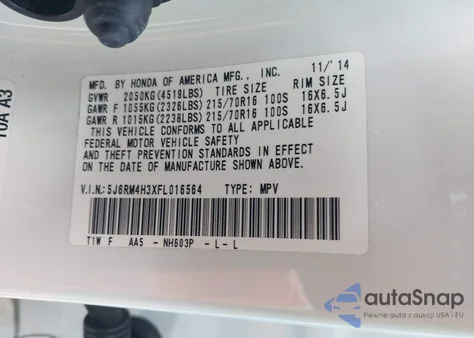 MFD. BY HONDA OF AMERICA MFG., INC. 11/'14
GVWR 2050KG(4519LBS) TIRE SIZE RIM SIZE
GAWR F 1055KG(2326LBS) 215/70R16 100S 16X6.5J
GAWR R 1015KG(2238LBS) 215/70R16 100S 16X6.5J
THIS VEHICLE CONFORMS TO ALL APPLICABLE
FEDERAL MOTOR VEHICLE SAFETY
AND THEFT PREVENTION STANDARDS IN EFFECT
ON THE DATE OF MANUFACTURE SHOWN ABOVE.
V.I.N.:5J6RM4H3XFL016564 TYPE: MPV
T1W F AA5 - NH603P - L - L
10A A3
autoSnap
Pewne auta z aukcji USA i EU